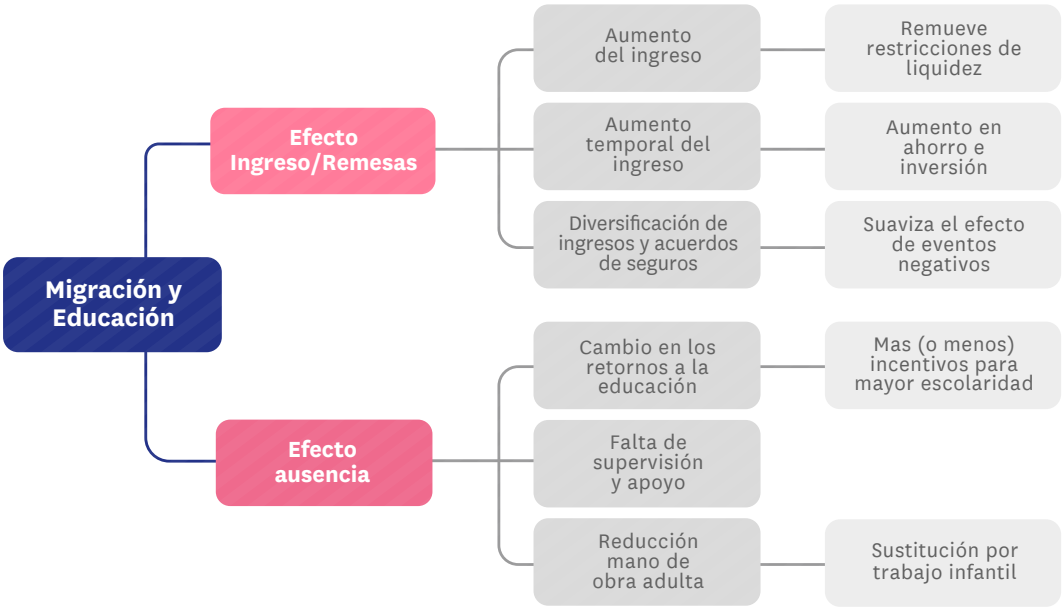 Migración y
Educación
Efecto
Ingreso/Remesas
Aumento
del ingreso
Remueve
restricciones de
liquidez
Aumento
temporal del
ingreso
Aumento en
ahorro e
inversión
Diversificación de
ingresos y acuerdos
de seguros
Suaviza el efecto
de eventos
negativos
Efecto
ausencia
Cambio en los
retornos a la
educación
Mas (o menos)
incentivos para
mayor escolaridad
Falta de
supervisión
y apoyo
Reducción
mano de
obra adulta
Sustitución por
trabajo infantil